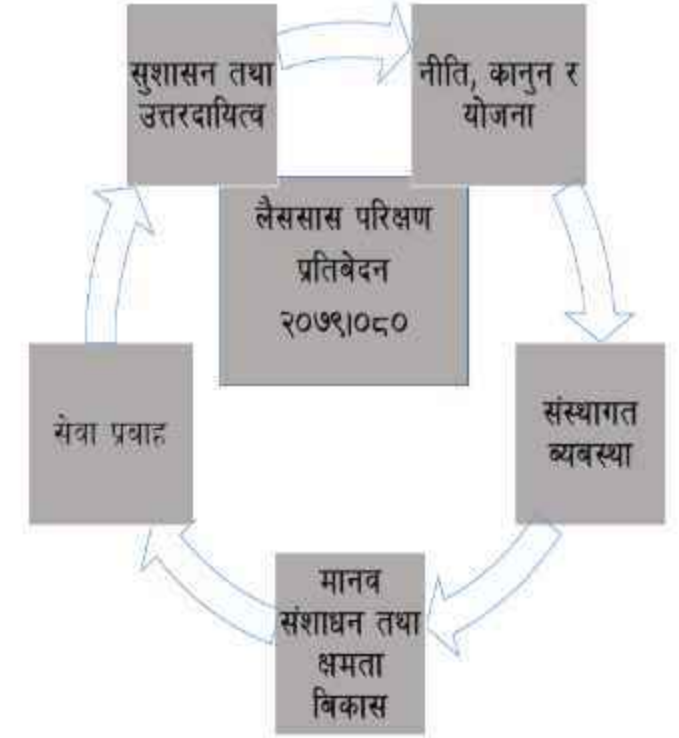 सुशासन तथा
उत्तरदायित्व
नीति, कानुन र
योजना
लैससास परिक्षण
प्रतिबेदन
२०७९।०८०
सेवा प्रवाह
संस्थागत
ब्यबस्था
मानव
संशाधन तथा
क्षमता
बिकास